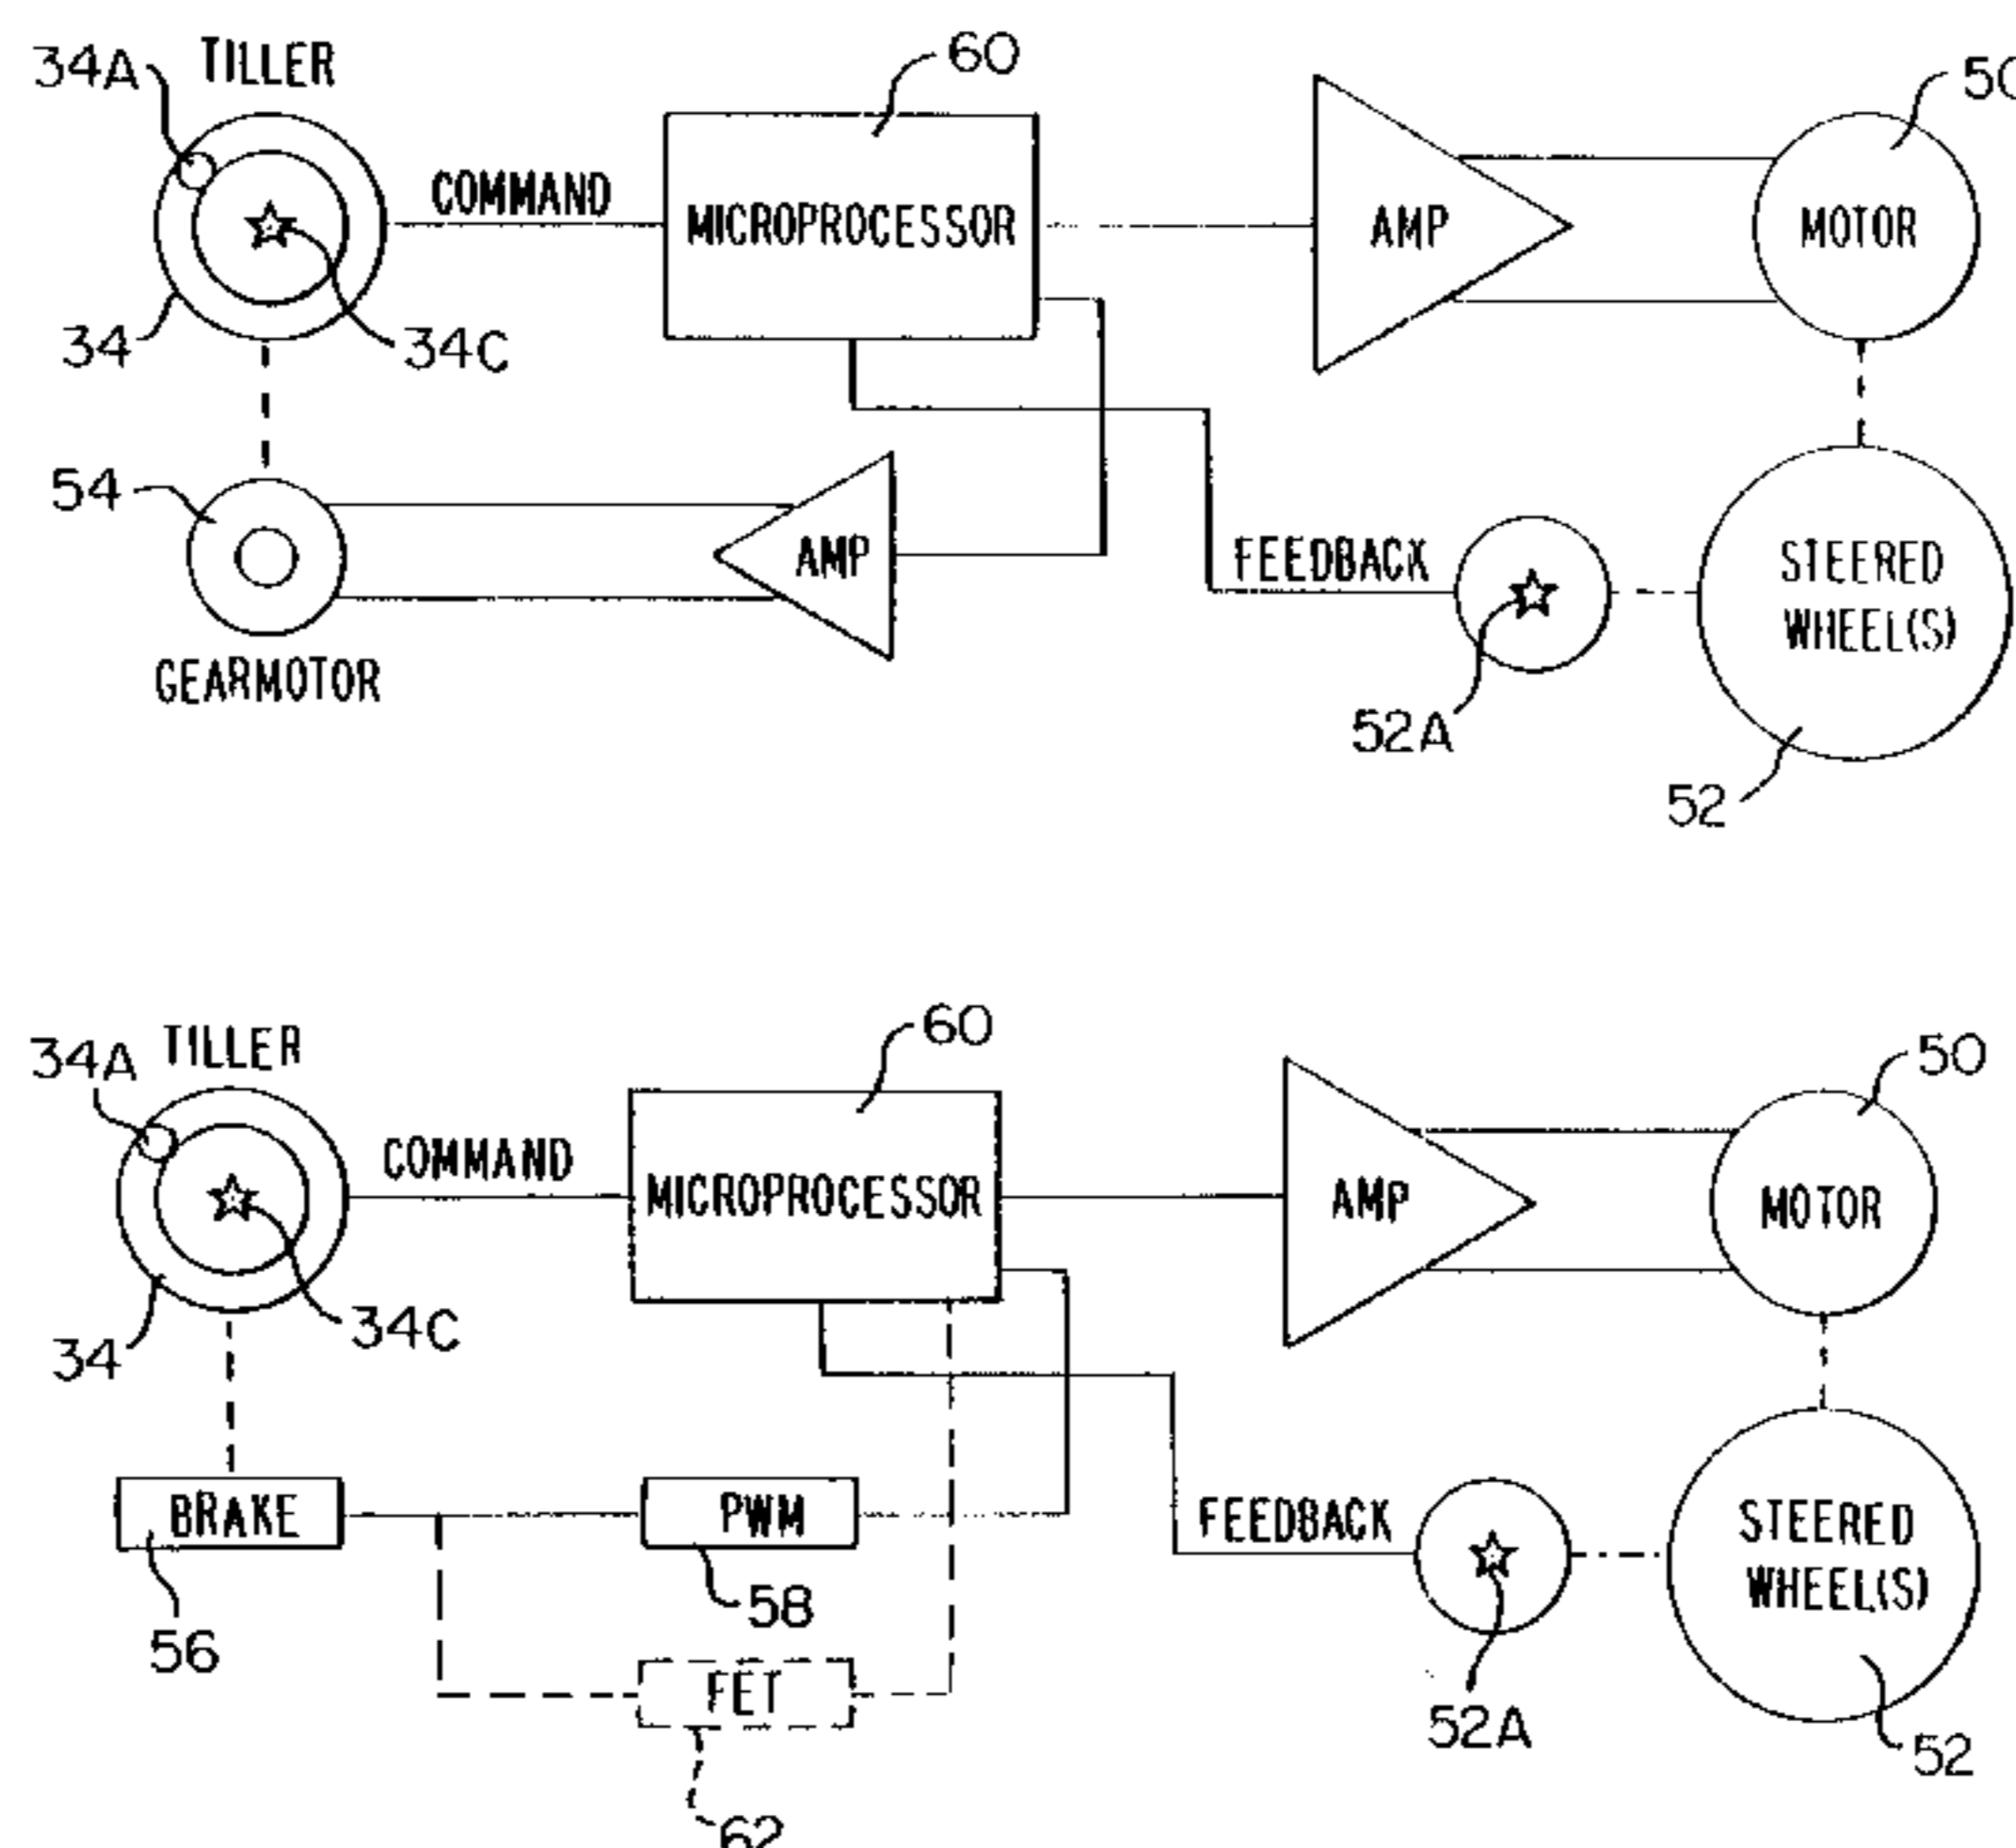 34A
TILLER
60
50
COMMAND
MICROPROCESSOR
AMP
MOTOR
34
34C
54
AMP
FEEDBACK
STEERED
WHEEL(S)
GEARMOTOR
52A
52
34A
TILLER
60
50
COMMAND
MICROPROCESSOR
AMP
MOTOR
34
34C
BRAKE
PWM
FEEDBACK
STEERED
WHEEL(S)
56
58
FET
52A
52
62